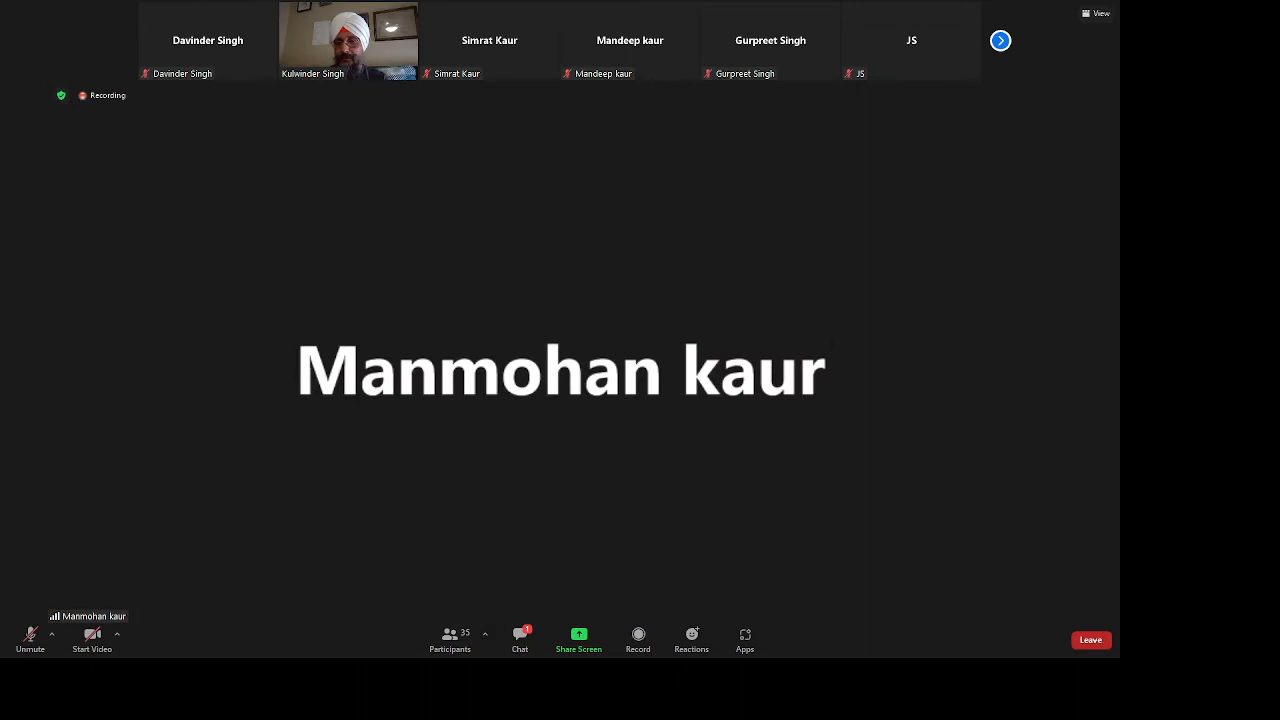 View
Davinder Singh
Simrat Kaur
Mandeep kaur
Gurpreet Singh
JS
Davinder Singh
Kulwinder Singh
Simrat Kaur
Mandeep kaur
Gurpreet Singh
JS
Recording
Manmohan kaur
Manmohan kaur
35
1
Unmute
Start Video
Participants
Chat
Share Screen
Record
Reactions
Apps
Leave